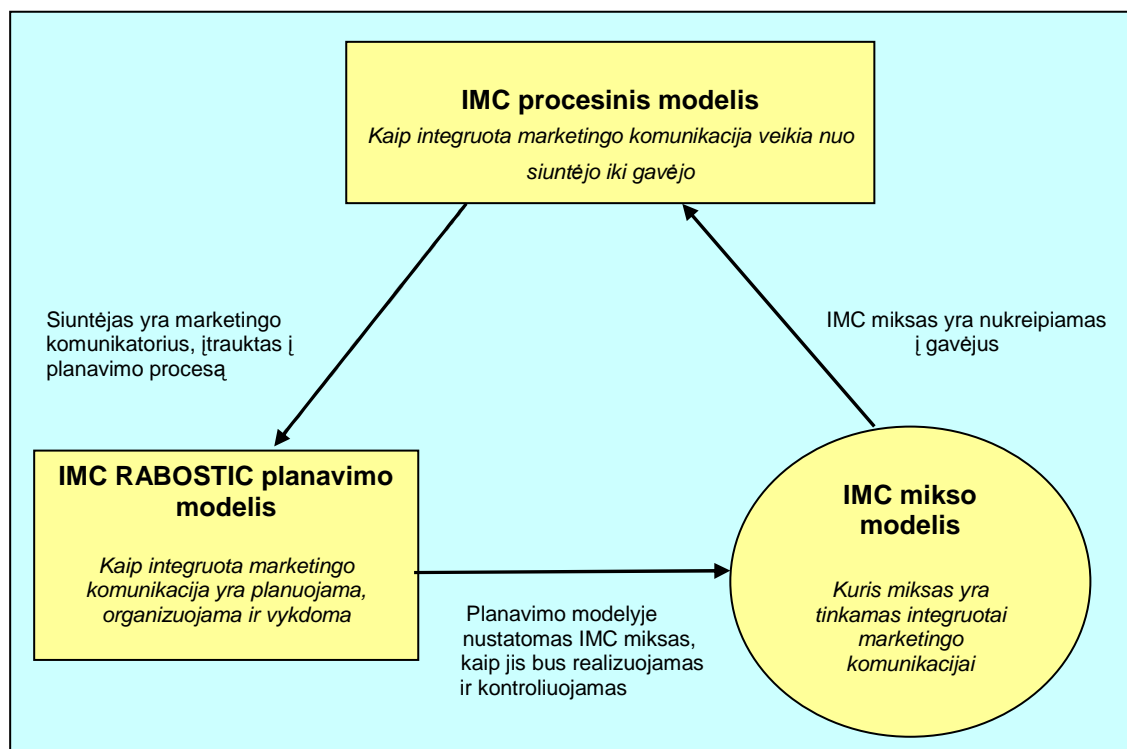 IMC procesinis modelis
Kaip integruota marketingo komunikacija veikia nuo
siuntėjo iki gavėjo
Siuntėjas yra marketingo
komunikatorius, įtrauktas į
planavimo procesą
IMC miksas yra nukreipiamas
į gavėjus
IMC RABOSTIC planavimo
modelis
Kaip integruota marketingo
komunikacija yra planuojama,
organizuojama ir vykdoma
Planavimo modelyje
nustatomas IMC miksas,
kaip jis bus realizuojamas
ir kontroliuojamas
IMC mikso
modelis
Kuris miksas yra
tinkamas integruotai
marketingo
komunikacijai